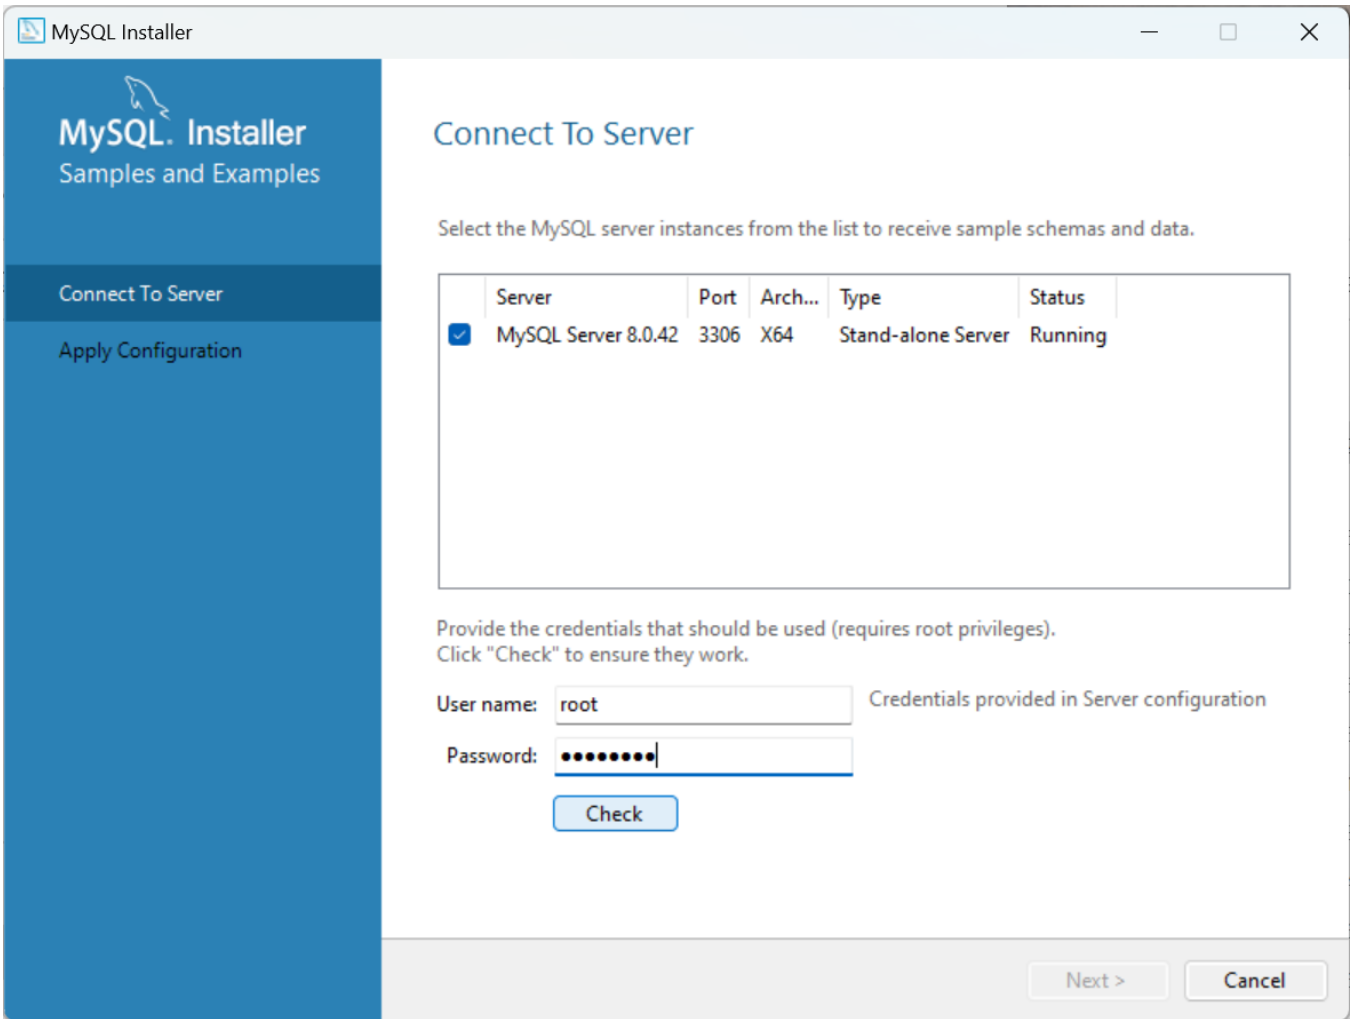 MySQL Installer
MySQL. Installer
Samples and Examples
Connect To Server
Apply Configuration
Connect To Server
Select the MySQL server instances from the list to receive sample schemas and data.
Server Port Arch... Type Status
MySQL Server 8.0.42 3306 X64 Stand-alone Server Running
Provide the credentials that should be used (requires root privileges).
Click "Check" to ensure they work.
User name: root Credentials provided in Server configuration
Password: ●●●●●●●●
Check
Next > Cancel